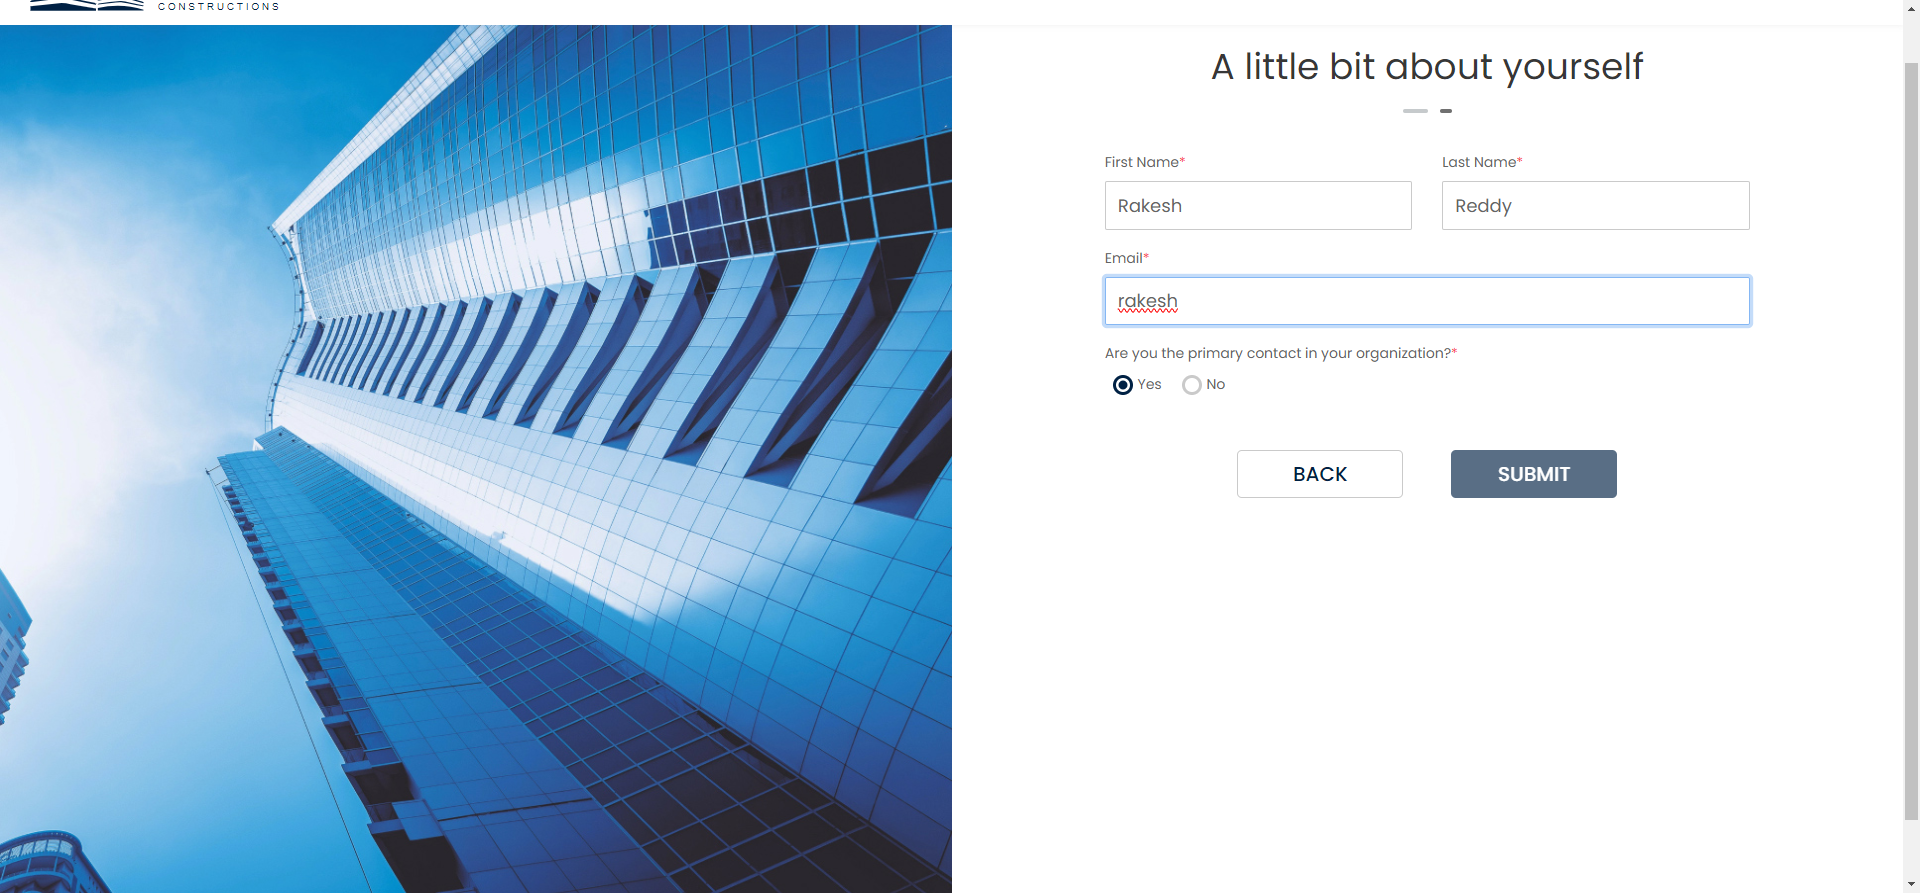 CONSTRUCTIONS
A little bit about yourself
First Name* Last Name*
Rakesh Reddy
Email*
rakesh
Are you the primary contact in your organization?*
Yes No
BACK SUBMIT